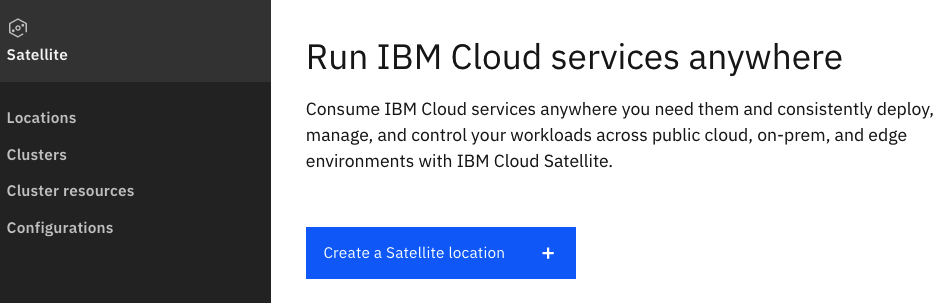 Satellite
Locations
Clusters
Cluster resources
Configurations
Run IBM Cloud services anywhere
Consume IBM Cloud services anywhere you need them and consistently deploy,
manage, and control your workloads across public cloud, on-prem, and edge
environments with IBM Cloud Satellite.
Create a Satellite location +